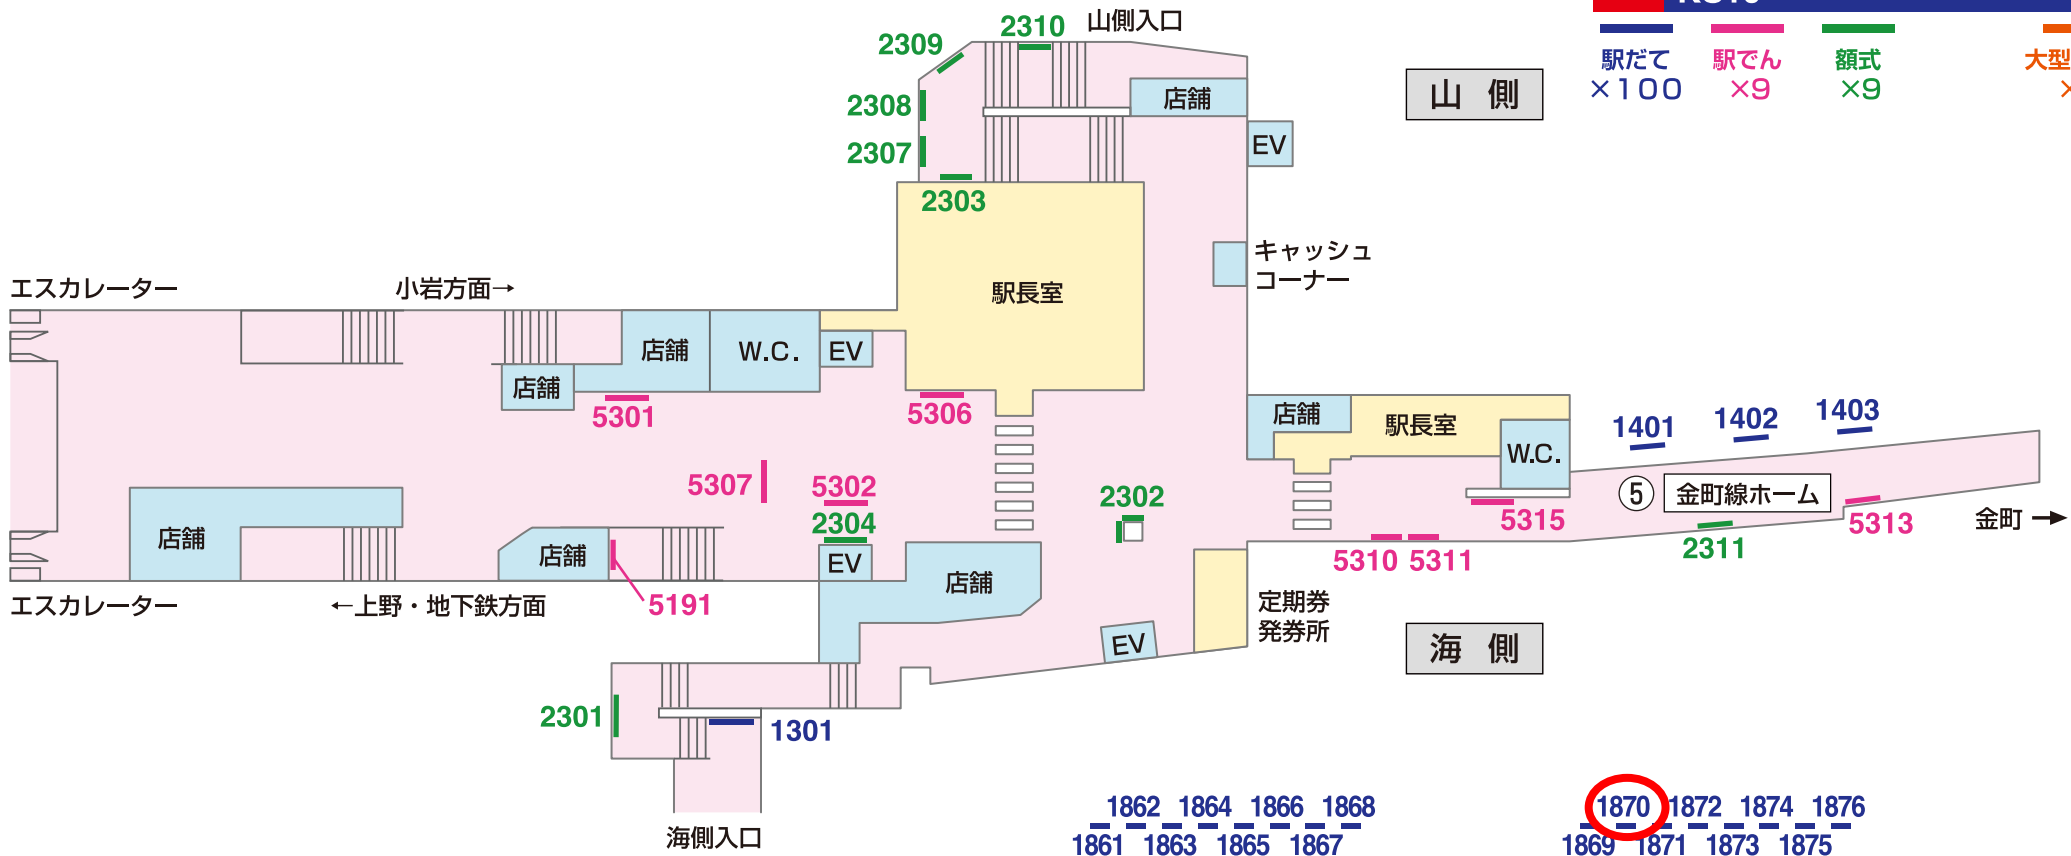 山側入口
2310
2309
駅だて
×100
駅でん
×9
額式
×9
大型
山 側
2308
店舗
EV
2307
2303
キャッシュ
コーナー
駅長室
エスカレーター
小岩方面→
店舗
W.C.
EV
店舗
5301
5306
店舗
駅長室
W.C.
1401
1402
1403
5307
5302
2304
2302
⑤
金町線ホーム
5315
5313
金町
店舗
店舗
EV
店舗
5310
5311
2311
エスカレーター
←上野・地下鉄方面
5191
定期券
発券所
EV
海 側
2301
1301
海側入口
1862
1864
1866
1868
1870
1872
1874
1876
1861
1863
1865
1867
1869
1871
1873
1875